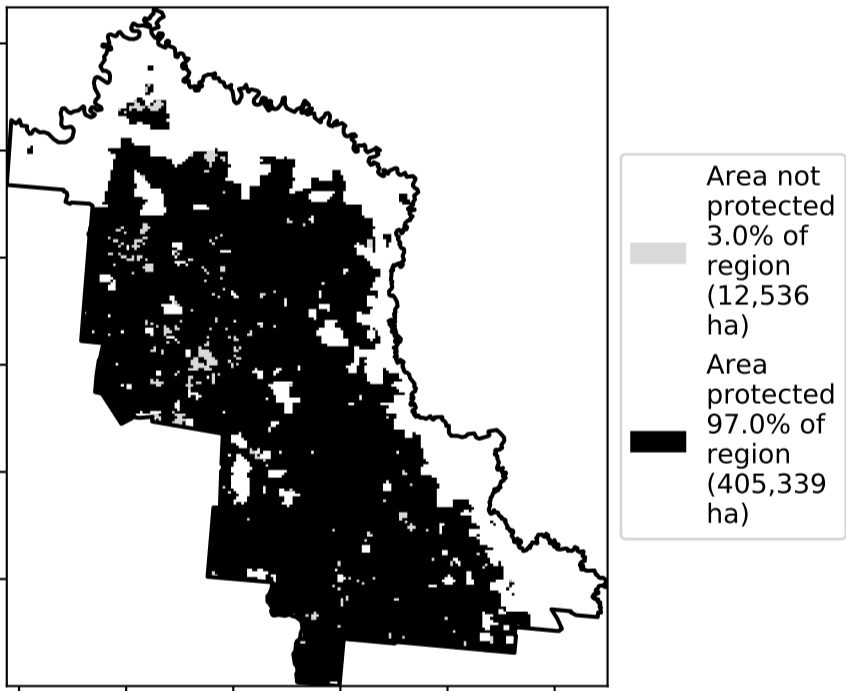 Area not
protected
3.0% of
region
(12,536
ha)
Area
protected
97.0% of
region
(405,339
ha)